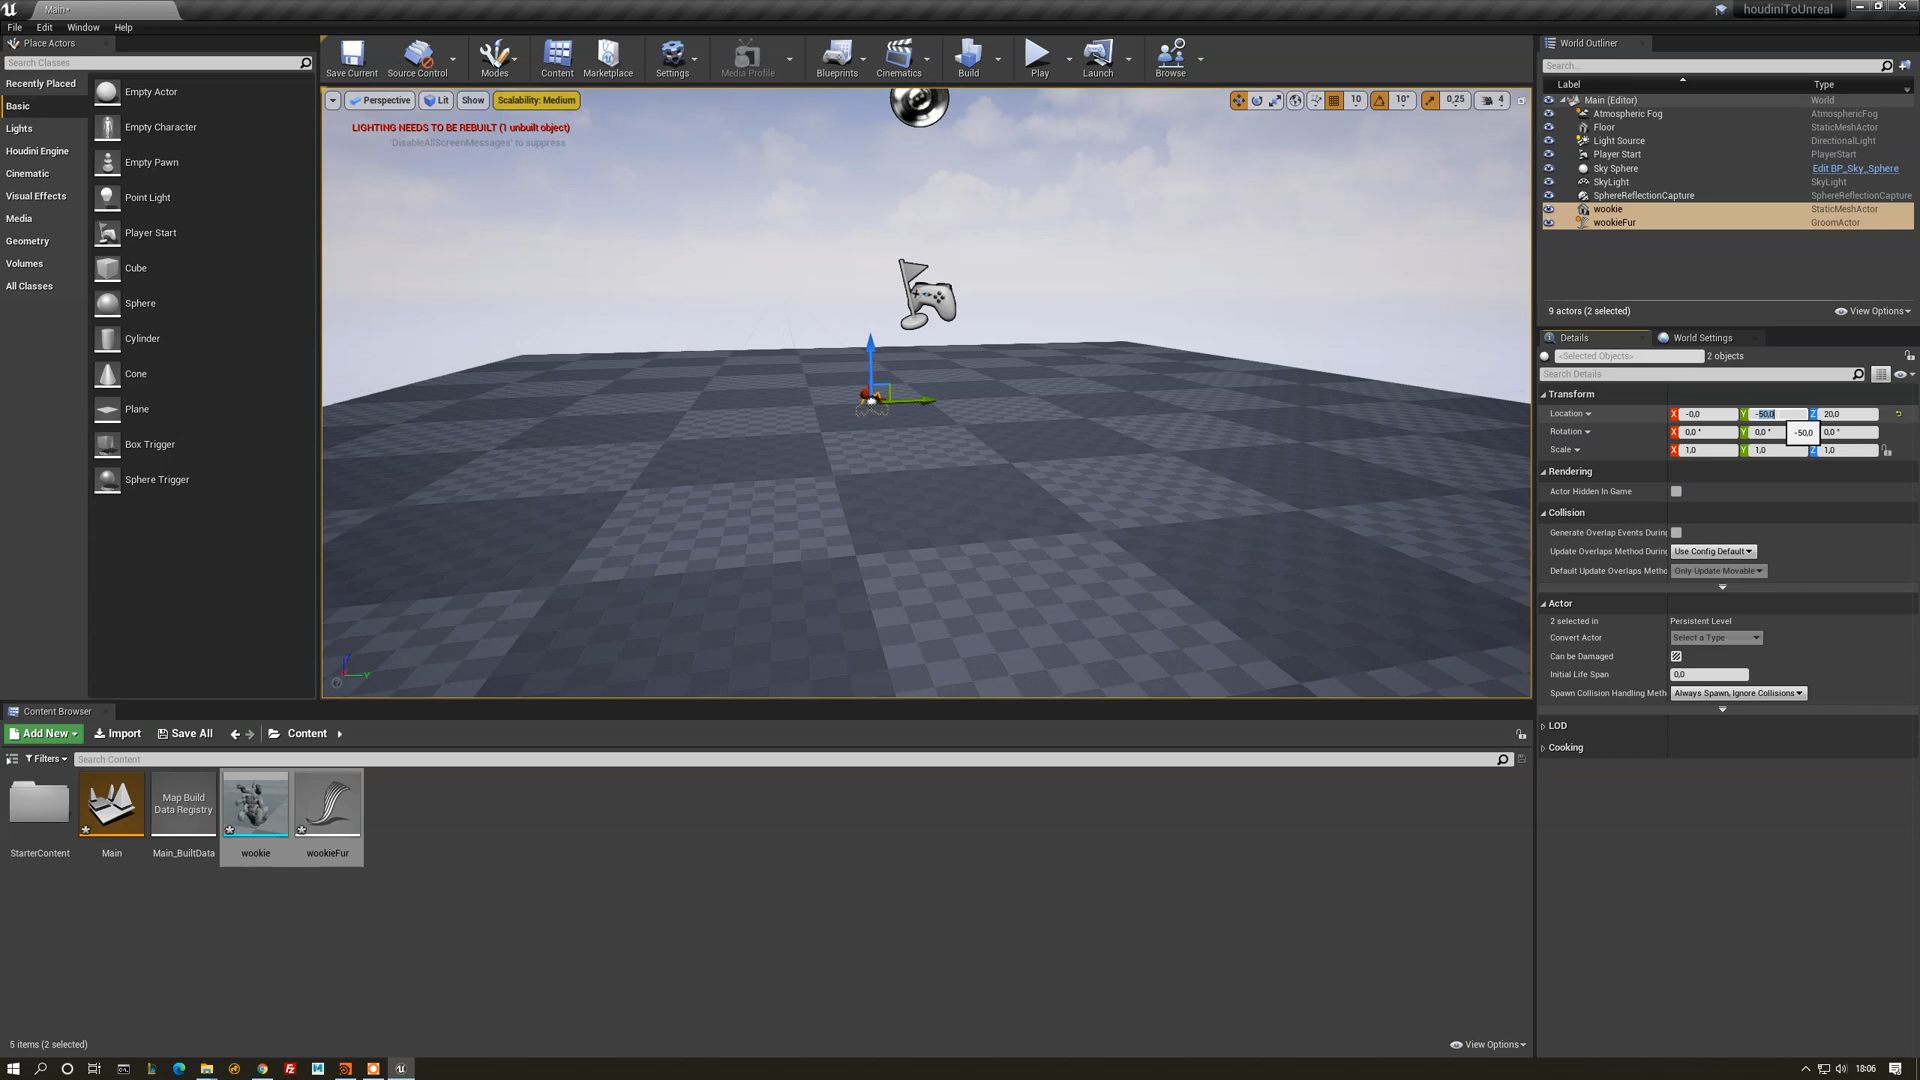 Main*
houdiniToUnreal
File Edit Window Help
Place Actors
Search Classes
Recently Placed
Basic
Lights
Houdini Engine
Cinematic
Visual Effects
Media
Geometry
Volumes
All Classes
Empty Actor
Empty Character
Empty Pawn
Point Light
Player Start
Cube
Sphere
Cylinder
Cone
Plane
Box Trigger
Sphere Trigger
Save Current Source Control Modes Content Marketplace Settings Media Profile Blueprints Cinematics Build Play Launch Browse
Perspective Lit Show Scalability: Medium 10 10° 0,25 4
LIGHTING NEEDS TO BE REBUILT (1 unbuilt object)
'DisableAllScreenMessages' to suppress
Z
Y
World Outliner
Search...
Label Type
Main (Editor) World
Atmospheric Fog AtmosphericFog
Floor StaticMeshActor
Light Source DirectionalLight
Player Start PlayerStart
Sky Sphere Edit BP_Sky_Sphere
SkyLight SkyLight
SphereReflectionCapture SphereReflectionCapture
wookie StaticMeshActor
wookieFur GroomActor
9 actors (2 selected) View Options
Details World Settings
<Selected Objects> 2 objects
Search Details
Transform
Location X -0,0 Y -50,0 Z 20,0
Rotation X 0,0 ° Y 0,0 ° -50,0 0,0 °
Scale X 1,0 Y 1,0 Z 1,0
Rendering
Actor Hidden In Game
Collision
Generate Overlap Events During
Update Overlaps Method During Use Config Default
Default Update Overlaps Metho Only Update Movable
Actor
2 selected in Persistent Level
Convert Actor Select a Type
Can be Damaged
Initial Life Span 0,0
Spawn Collision Handling Meth Always Spawn, Ignore Collisions
LOD
Cooking
Content Browser
Add New Import Save All Content
Filters Search Content
Map Build
Data Registry
StarterContent Main Main_BuiltData wookie wookieFur
5 items (2 selected) View Options
18:06